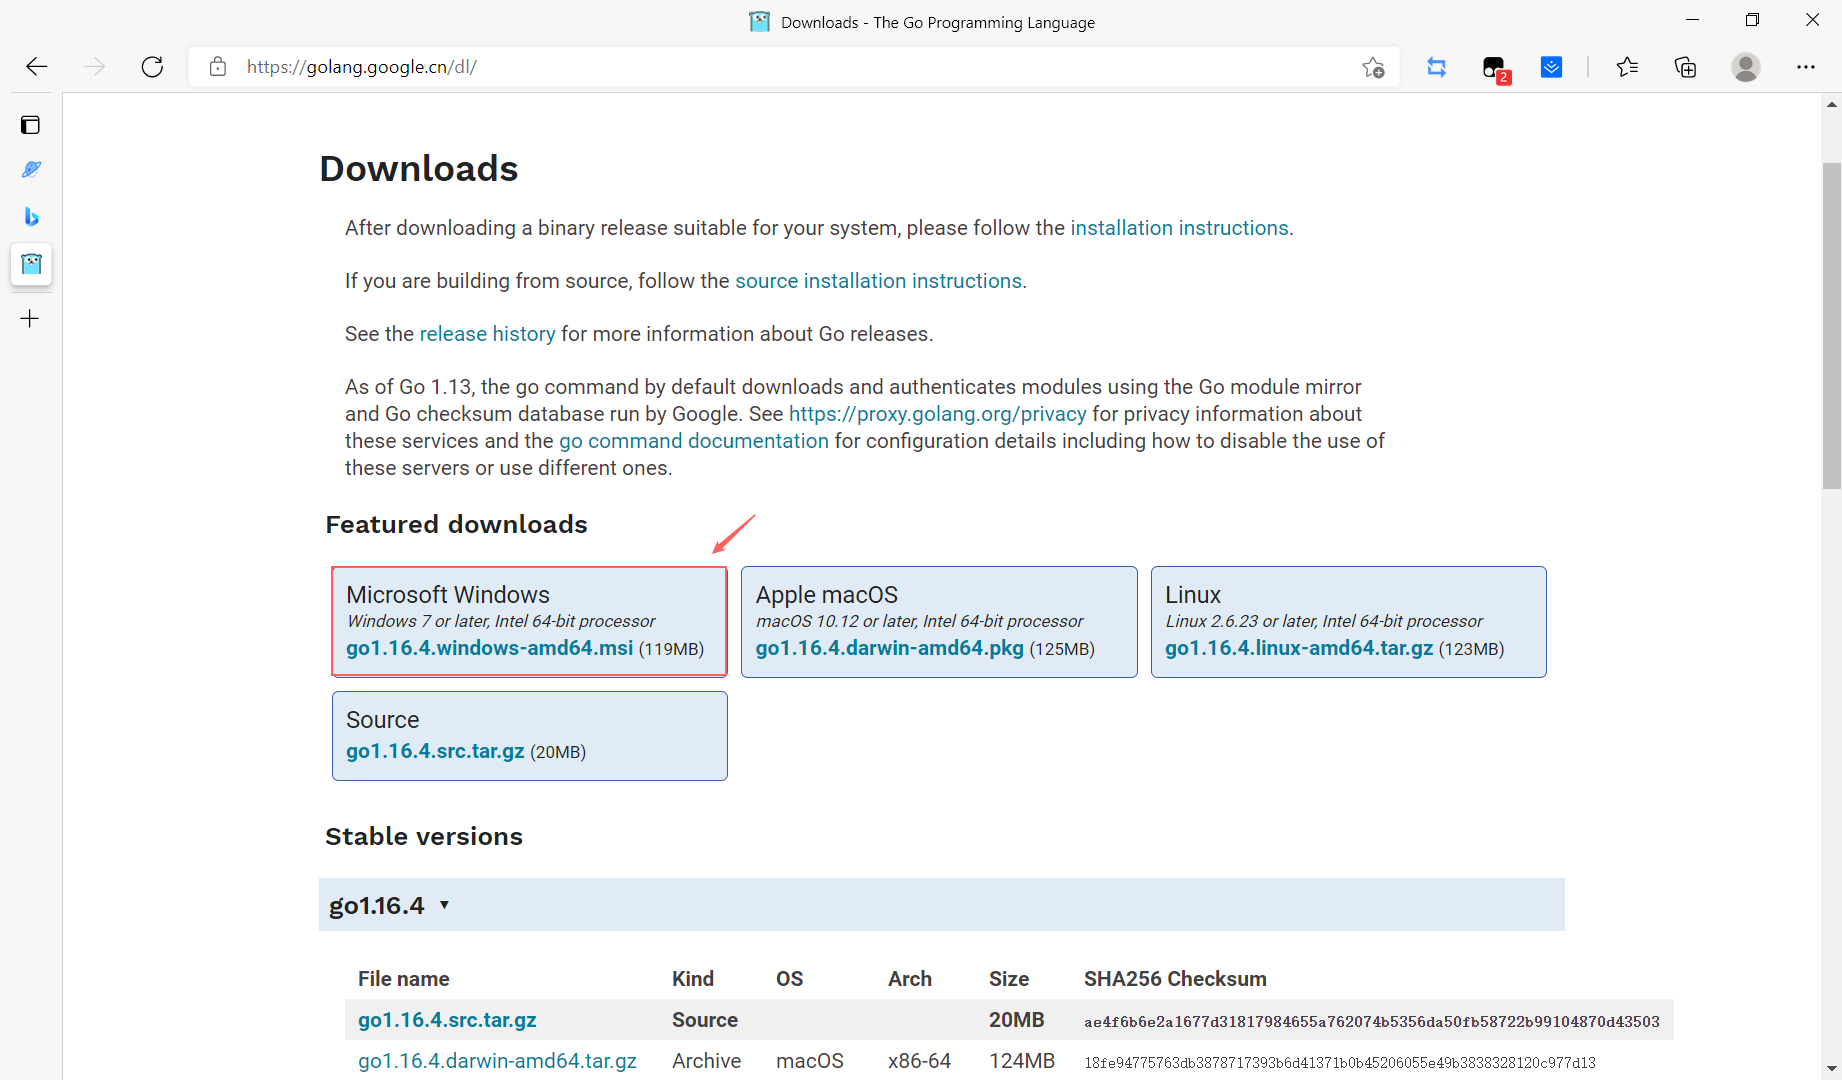 Downloads - The Go Programming Language
https://golang.google.cn/dl/
2
Downloads
After downloading a binary release suitable for your system, please follow the installation instructions.
If you are building from source, follow the source installation instructions.
See the release history for more information about Go releases.
As of Go 1.13, the go command by default downloads and authenticates modules using the Go module mirror
and Go checksum database run by Google. See https://proxy.golang.org/privacy for privacy information about
these services and the go command documentation for configuration details including how to disable the use of
these servers or use different ones.
Featured downloads
Microsoft Windows
Windows 7 or later, Intel 64-bit processor
go1.16.4.windows-amd64.msi (119MB)
Apple macOS
macOS 10.12 or later, Intel 64-bit processor
go1.16.4.darwin-amd64.pkg (125MB)
Linux
Linux 2.6.23 or later, Intel 64-bit processor
go1.16.4.linux-amd64.tar.gz (123MB)
Source
go1.16.4.src.tar.gz (20MB)
Stable versions
go1.16.4 ▾
File name Kind OS Arch Size SHA256 Checksum
go1.16.4.src.tar.gz Source 20MB ae4f6b6e2a1677d31817984655a762074b5356da50fb58722b99104870d43503
go1.16.4.darwin-amd64.tar.gz Archive macOS x86-64 124MB 18fe94775763db3878717393b6d41371b0b45206055e49b3838328120c977d13